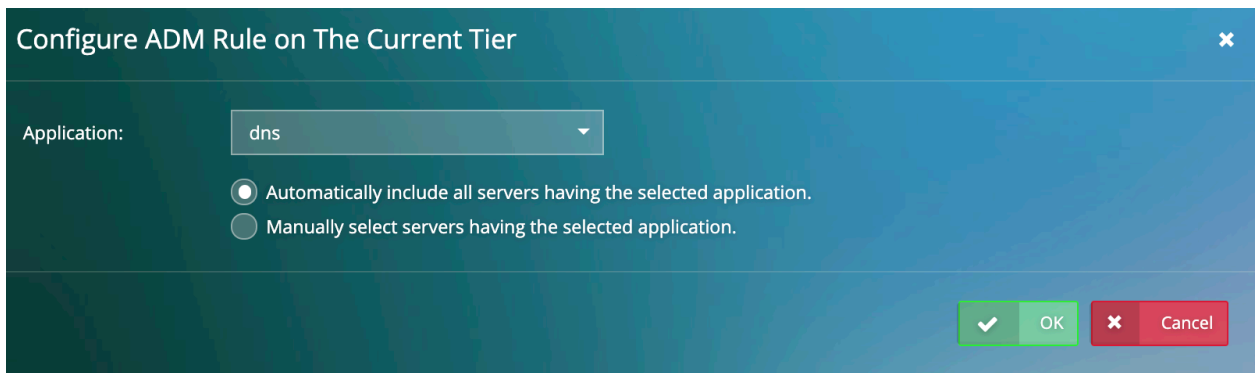 Configure ADM Rule on The Current Tier
Application:
dns
Automatically include all servers having the selected application.
Manually select servers having the selected application.
OK
Cancel